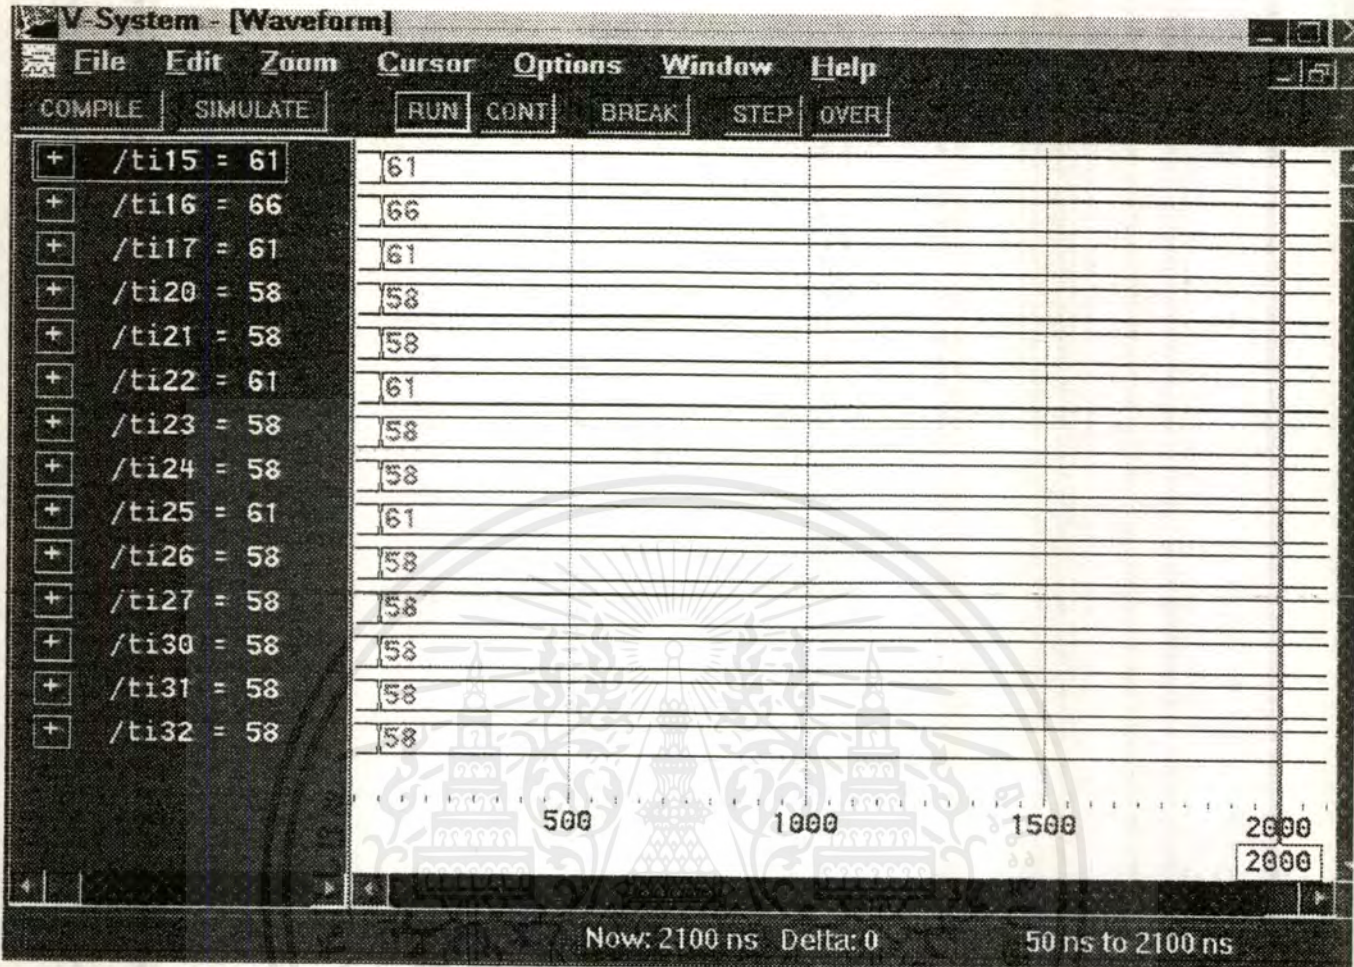 V-System - [Waveform]
File Edit Zoom Cursor Options Window Help
COMPILE SIMULATE RUN CONT BREAK STEP OVER
+ /ti15 = 61 61
+ /ti16 = 66 66
+ /ti17 = 61 61
+ /ti20 = 58 58
+ /ti21 = 58 58
+ /ti22 = 61 61
+ /ti23 = 58 58
+ /ti24 = 58 58
+ /ti25 = 61 61
+ /ti26 = 58 58
+ /ti27 = 58 58
+ /ti30 = 58 58
+ /ti31 = 58 58
+ /ti32 = 58 58
500 1000 1500 2000
2000
Now: 2100 ns Delta: 0 50 ns to 2100 ns